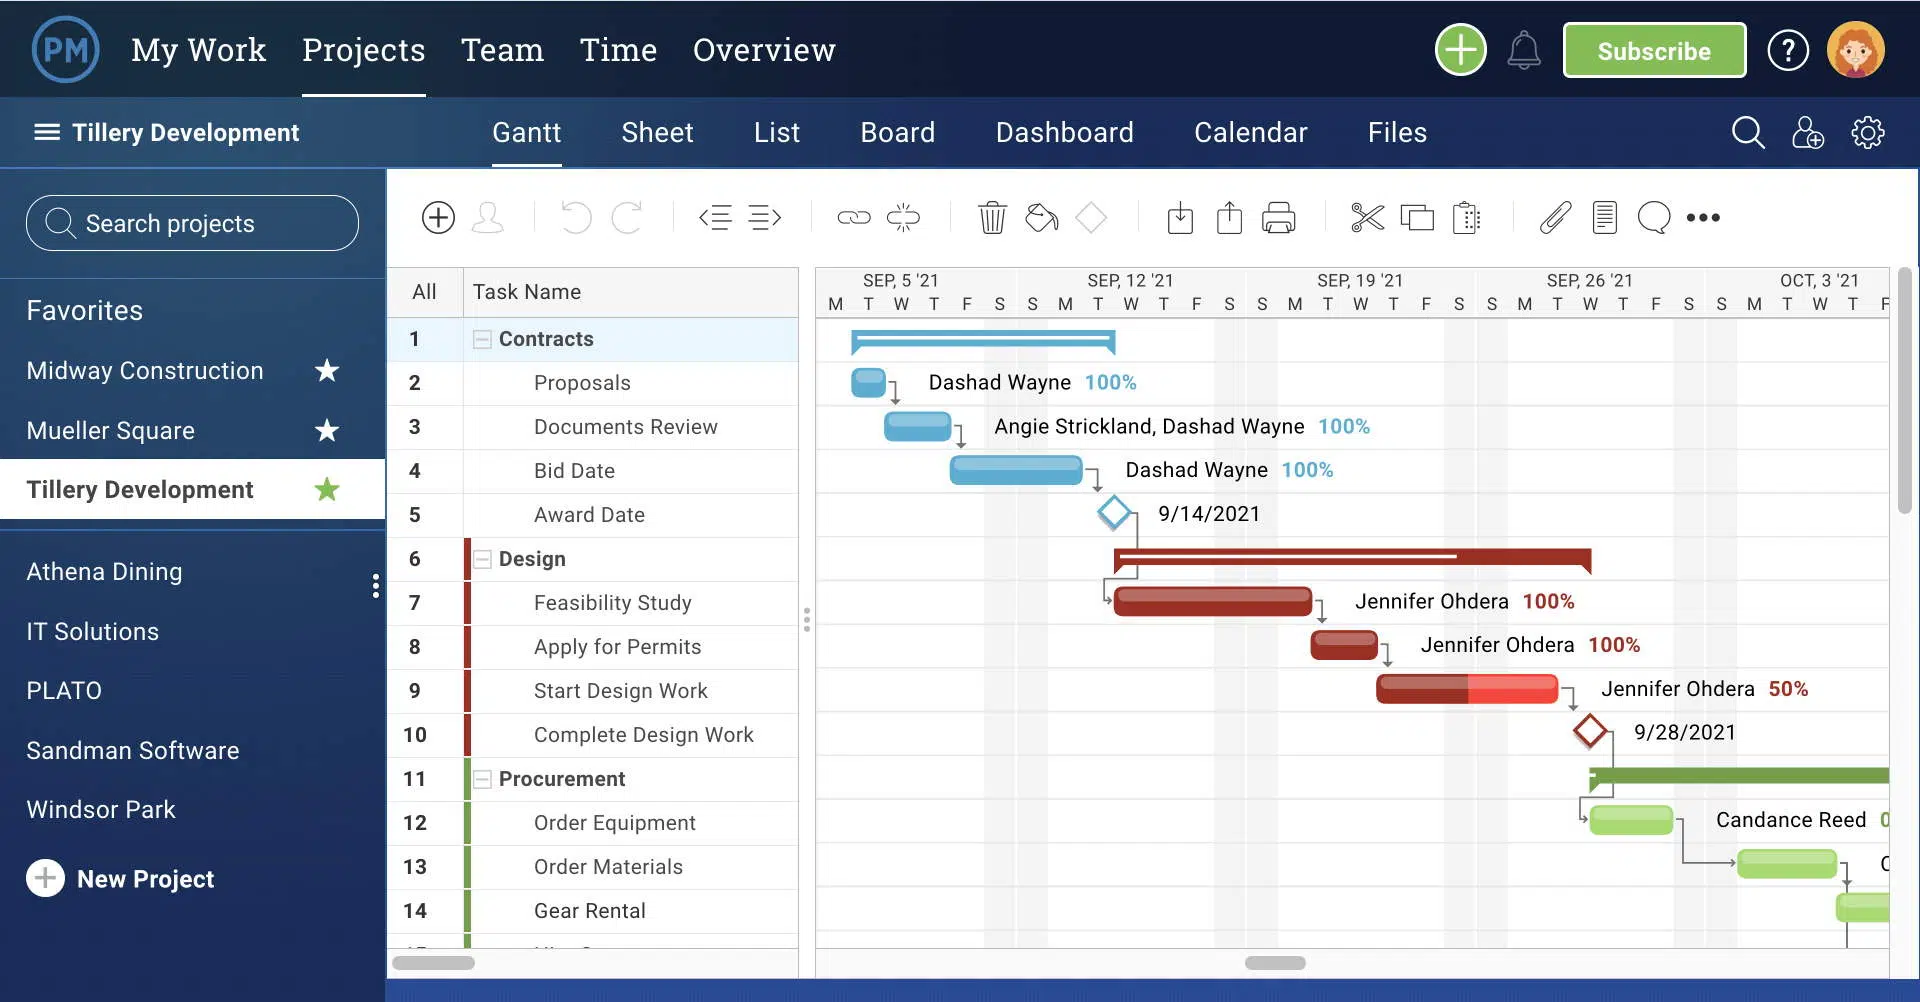 PM My Work Projects Team Time Overview Subscribe ?
Tillery Development Gantt Sheet List Board Dashboard Calendar Files
Search projects
Favorites
Midway Construction
Mueller Square
Tillery Development
Athena Dining
IT Solutions
PLATO
Sandman Software
Windsor Park
New Project
All Task Name
SEP, 5 '21 SEP, 12 '21 SEP, 19 '21 SEP, 26 '21 OCT, 3 '21
M T W T F S S M T W T F S S M T W T F S S M T W T F S S M T W T F
1 Contracts
2 Proposals Dashad Wayne 100%
3 Documents Review Angie Strickland, Dashad Wayne 100%
4 Bid Date Dashad Wayne 100%
5 Award Date 9/14/2021
6 Design
7 Feasibility Study Jennifer Ohdera 100%
8 Apply for Permits Jennifer Ohdera 100%
9 Start Design Work Jennifer Ohdera 50%
10 Complete Design Work 9/28/2021
11 Procurement
12 Order Equipment Candance Reed
13 Order Materials
14 Gear Rental